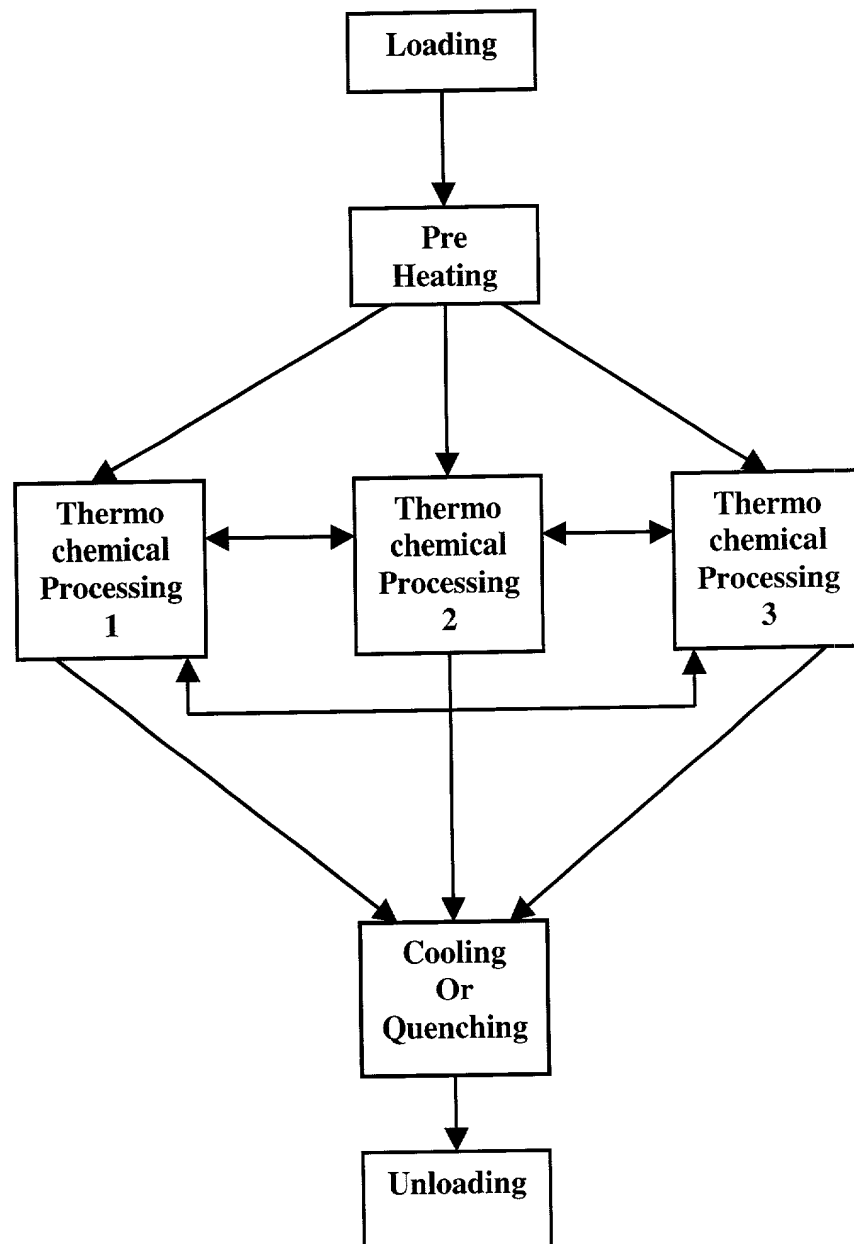 Loading
Pre
Heating
Thermo
chemical
Processing
1
Thermo
chemical
Processing
2
Thermo
chemical
Processing
3
Cooling
Or
Quenching
Unloading